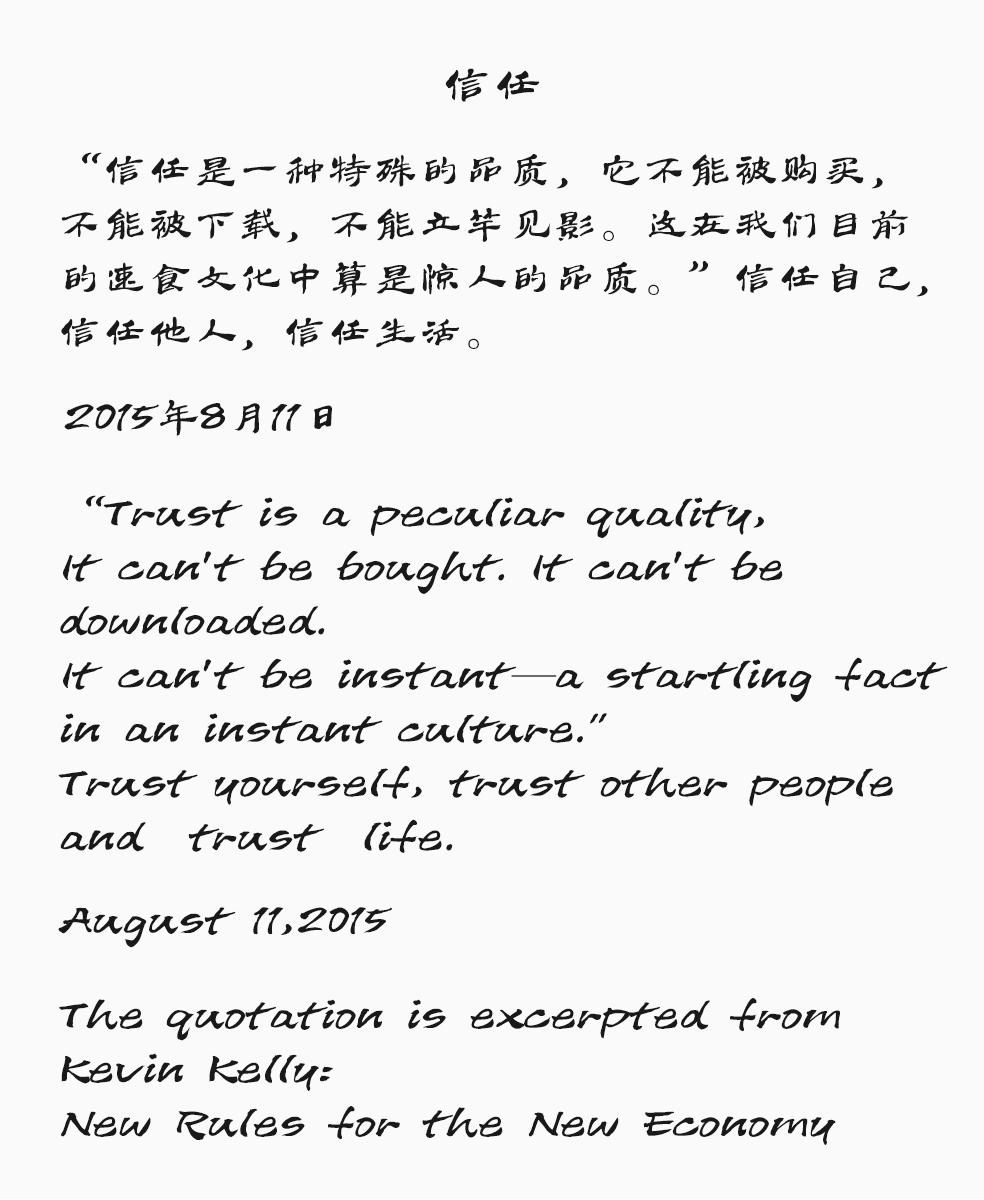 信任
“信任是一种特殊的品质，它不能被购买，
不能被下载，不能立竿见影。这在我们目前
的速食文化中算是惊人的品质。”信任自己，
信任他人，信任生活。
2015年8月11日
“Trust is a peculiar quality,
It can't be bought. It can't be
downloaded.
It can't be instant—a startling fact
in an instant culture.”
Trust yourself, trust other people
and trust life.
August 11,2015
The quotation is excerpted from
Kevin Kelly:
New Rules for the New Economy